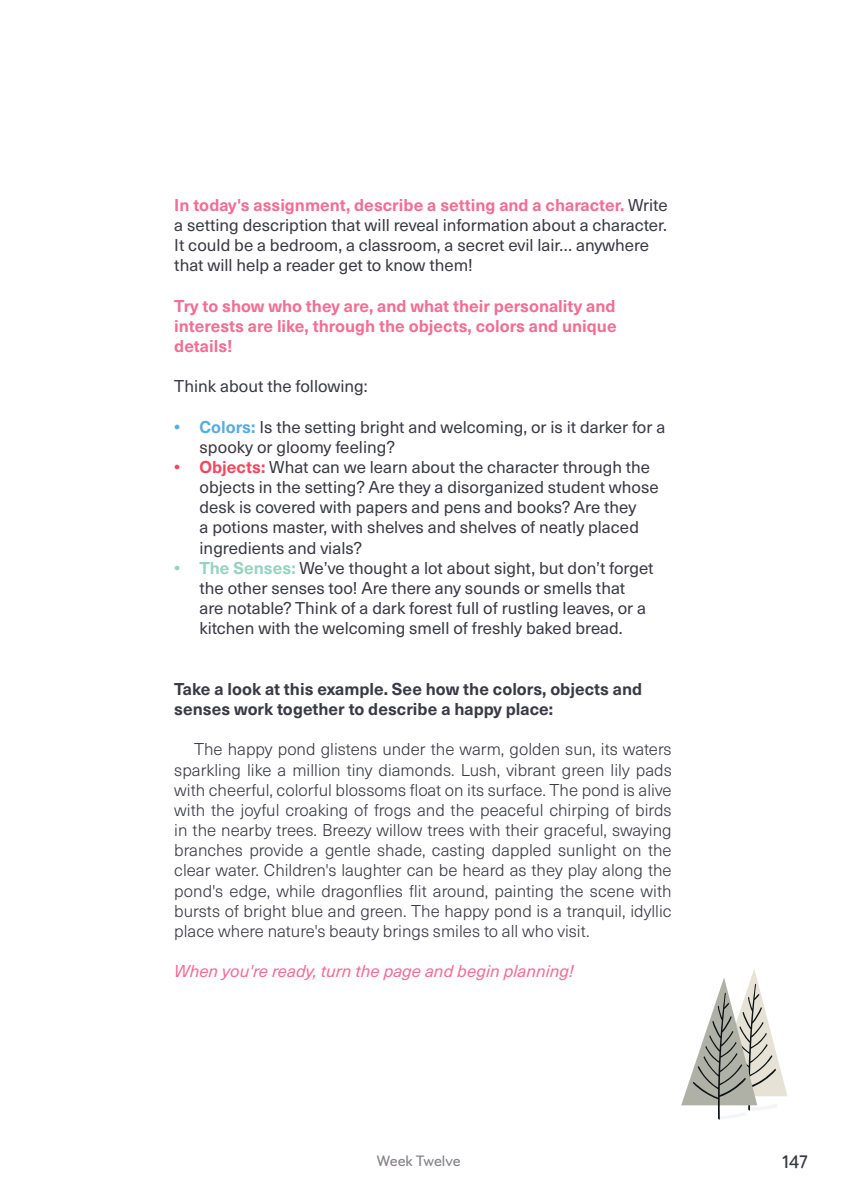 In today's assignment, describe a setting and a character. Write
a setting description that will reveal information about a character.
It could be a bedroom, a classroom, a secret evil lair... anywhere
that will help a reader get to know them!
Try to show who they are, and what their personality and
interests are like, through the objects, colors and unique
details!
Think about the following:
• Colors: Is the setting bright and welcoming, or is it darker for a
spooky or gloomy feeling?
• Objects: What can we learn about the character through the
objects in the setting? Are they a disorganized student whose
desk is covered with papers and pens and books? Are they
a potions master, with shelves and shelves of neatly placed
ingredients and vials?
• The Senses: We've thought a lot about sight, but don't forget
the other senses too! Are there any sounds or smells that
are notable? Think of a dark forest full of rustling leaves, or a
kitchen with the welcoming smell of freshly baked bread.
Take a look at this example. See how the colors, objects and
senses work together to describe a happy place:
The happy pond glistens under the warm, golden sun, its waters
sparkling like a million tiny diamonds. Lush, vibrant green lily pads
with cheerful, colorful blossoms float on its surface. The pond is alive
with the joyful croaking of frogs and the peaceful chirping of birds
in the nearby trees. Breezy willow trees with their graceful, swaying
branches provide a gentle shade, casting dappled sunlight on the
clear water. Children's laughter can be heard as they play along the
pond's edge, while dragonflies flit around, painting the scene with
bursts of bright blue and green. The happy pond is a tranquil, idyllic
place where nature's beauty brings smiles to all who visit.
When you're ready, turn the page and begin planning!
Week Twelve
147